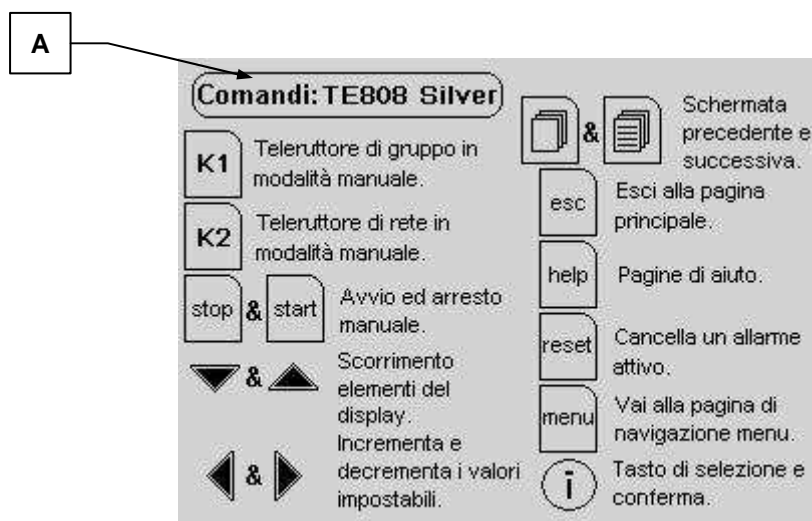 A
Comandi: TE808 Silver
K1
Teleruttore di gruppo in
modalità manuale.
K2
Teleruttore di rete in
modalità manuale.
stop & start
Avvio ed arresto
manuale.
&
Scorrimento
elementi del
display.
&
Incrementa e
decrementa i valori
impostabili.
&
Schermata
precedente e
successiva.
esc
Esci alla pagina
principale.
help
Pagine di aiuto.
reset
Cancella un allarme
attivo.
menu
Vai alla pagina di
navigazione menu.
i
Tasto di selezione e
conferma.